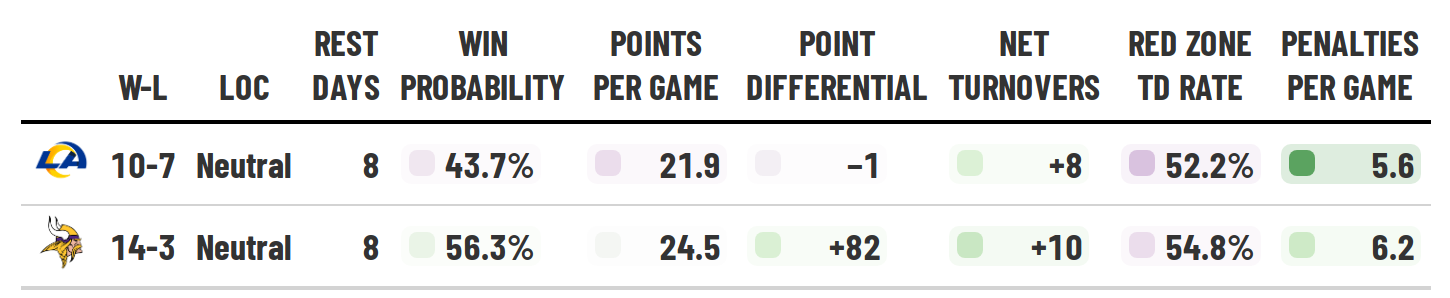 W-L LOC REST DAYS WIN PROBABILITY POINTS PER GAME POINT DIFFERENTIAL NET TURNOVERS RED ZONE TD RATE PENALTIES PER GAME
LA 10-7 Neutral 8 43.7% 21.9 −1 +8 52.2% 5.6
14-3 Neutral 8 56.3% 24.5 +82 +10 54.8% 6.2